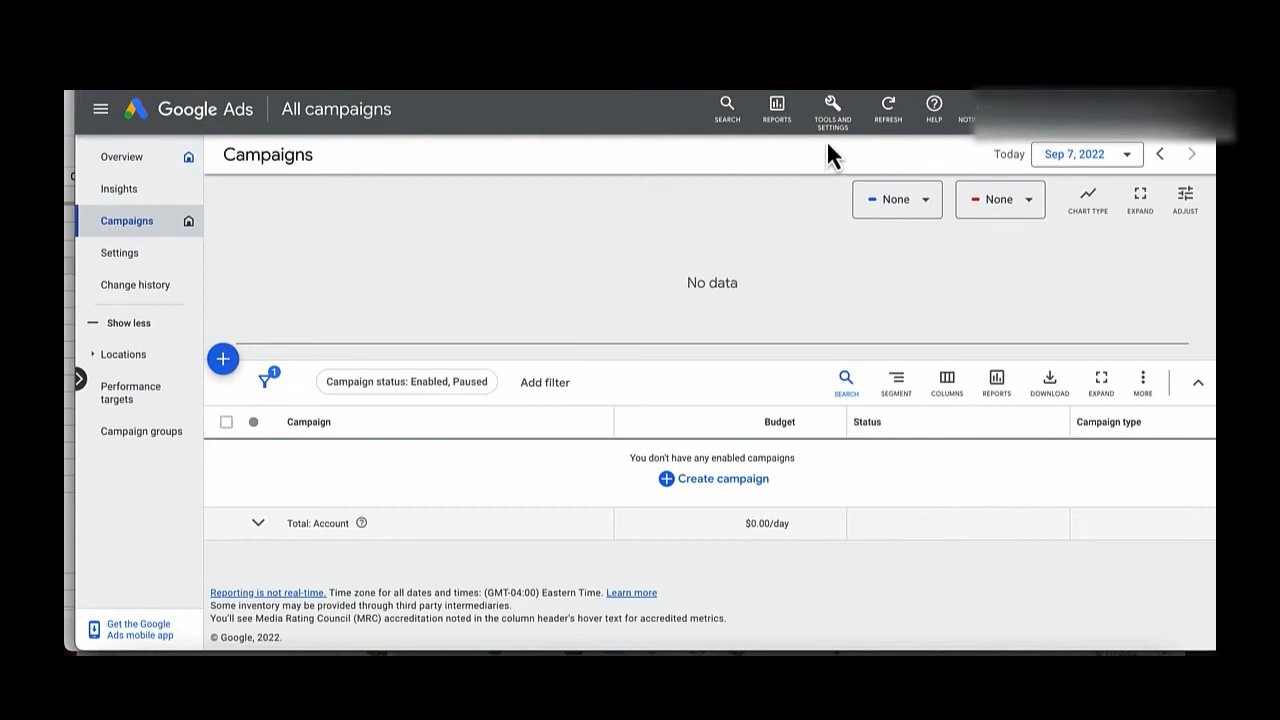 Google Ads
All campaigns
SEARCH
REPORTS
TOOLS AND
SETTINGS
REFRESH
HELP
Overview
Insights
Campaigns
Settings
Change history
Show less
Locations
Performance
targets
Campaign groups
Get the Google
Ads mobile app
Campaigns
Today
Sep 7, 2022
None
None
CHART TYPE
EXPAND
ADJUST
No data
1
Campaign status: Enabled, Paused
Add filter
SEARCH
SEGMENT
COLUMNS
REPORTS
DOWNLOAD
EXPAND
MORE
Campaign
Budget
Status
Campaign type
You don't have any enabled campaigns
Create campaign
Total: Account
$0.00/day
Reporting is not real-time. Time zone for all dates and times: (GMT-04:00) Eastern Time. Learn more
Some inventory may be provided through third party intermediaries.
You'll see Media Rating Council (MRC) accreditation noted in the column header's hover text for accredited metrics.
© Google, 2022.